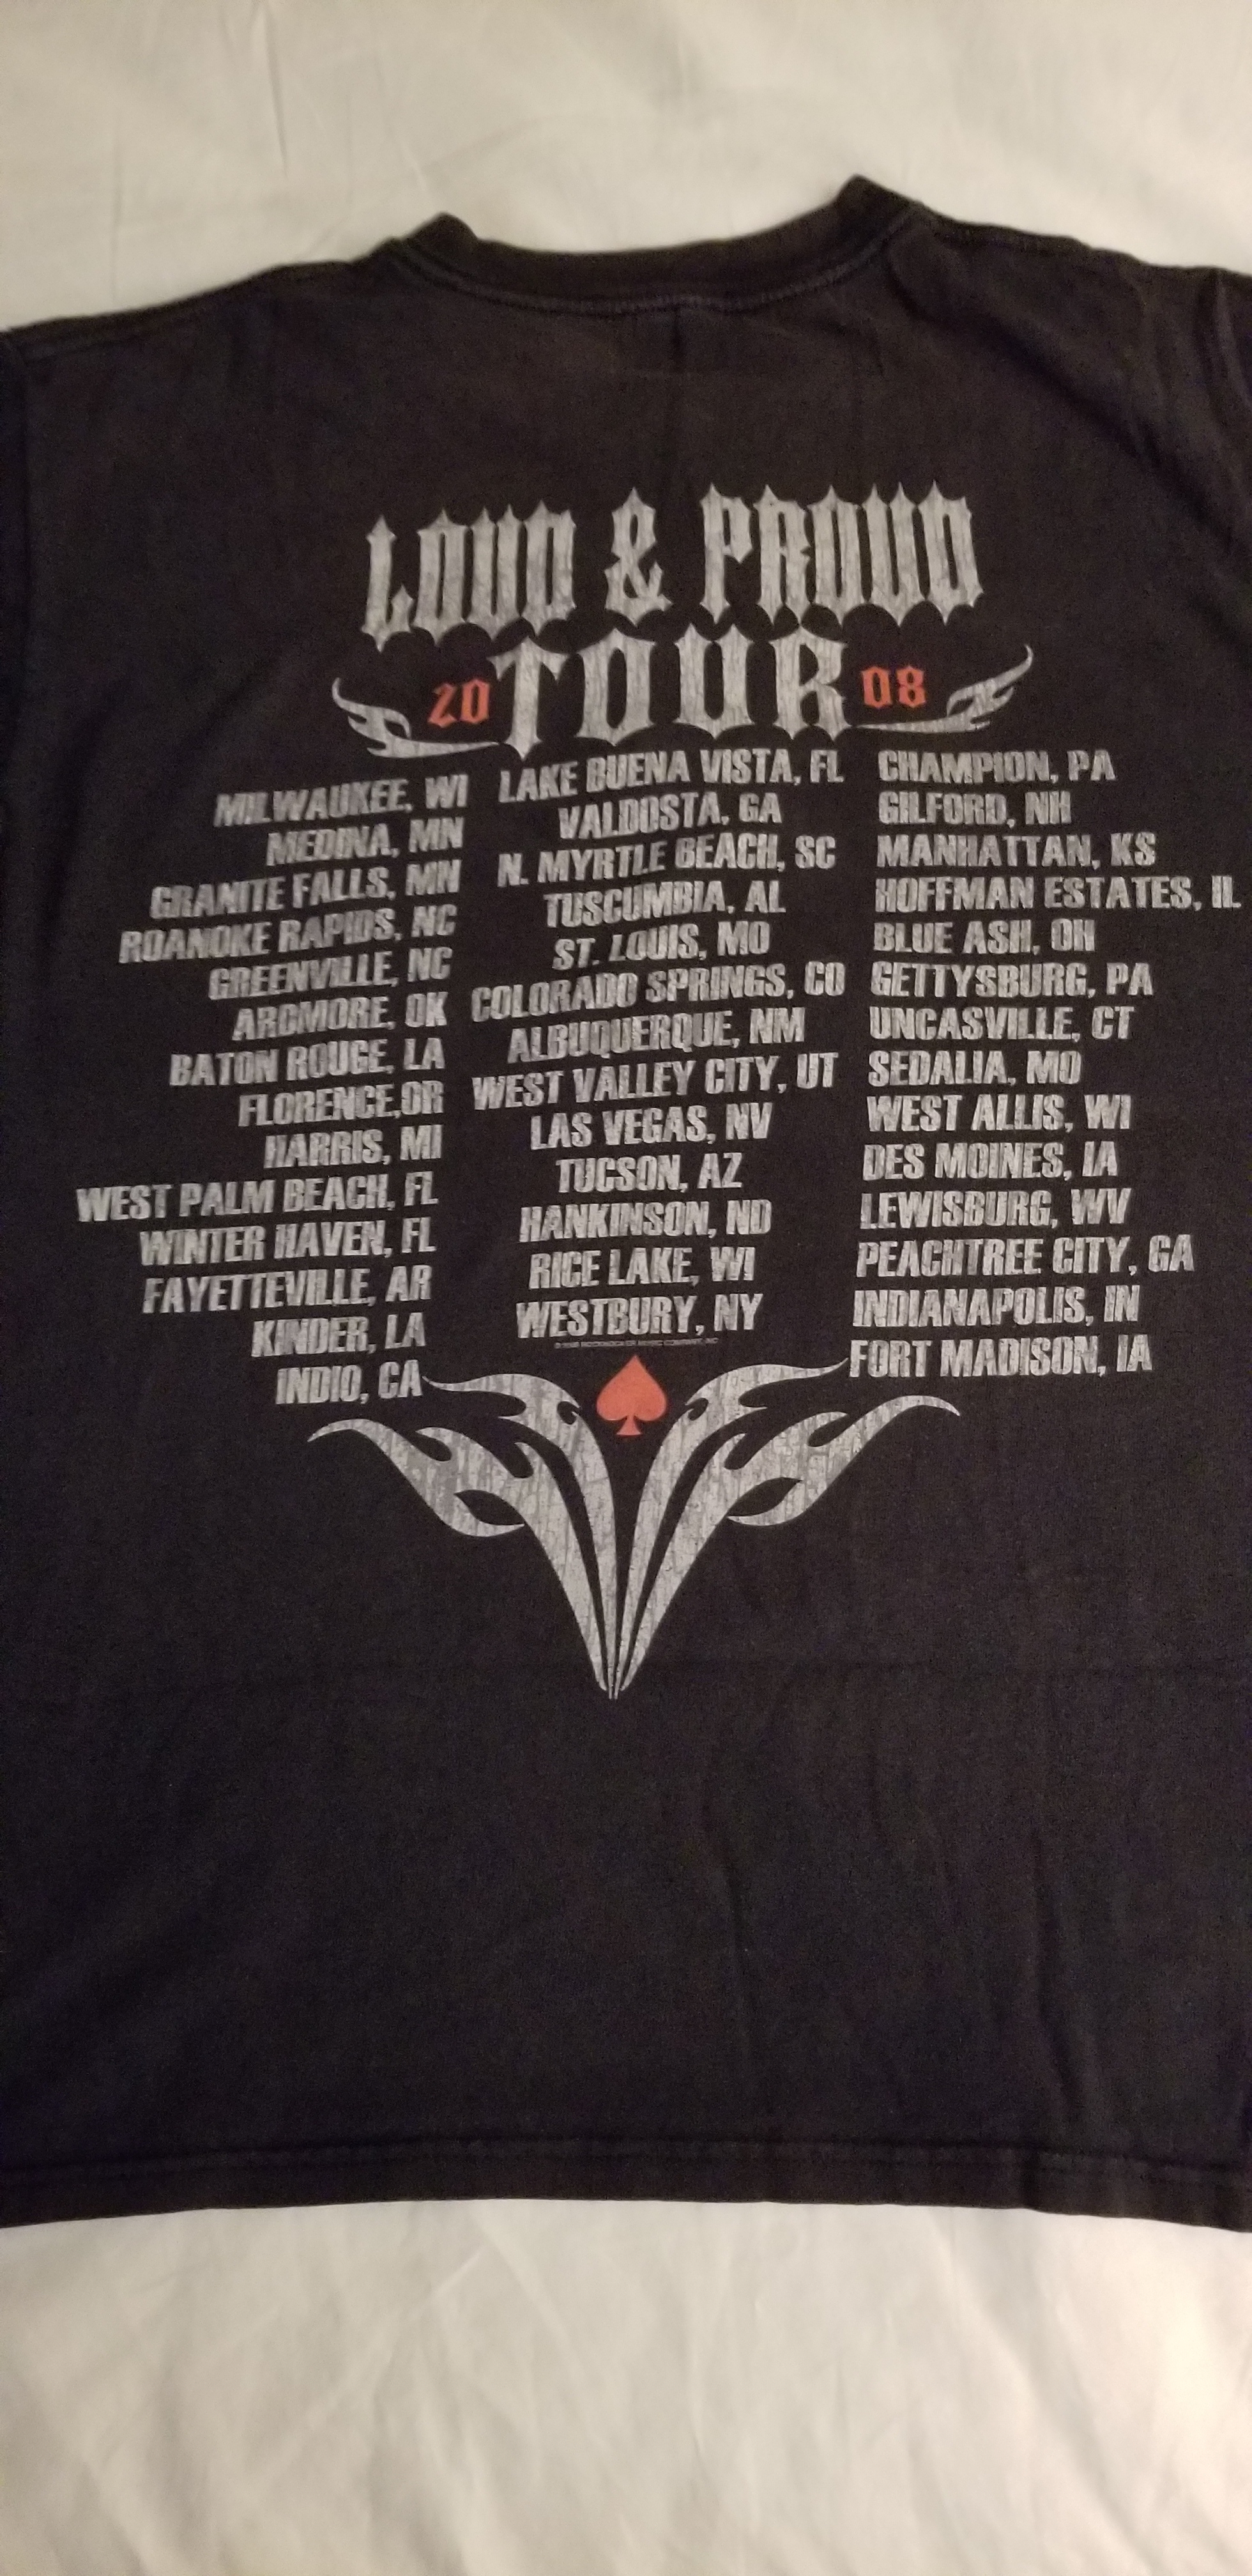 LOUD & PROUD
20 TOUR 08
MILWAUKEE, WI
MEDINA, MN
GRANITE FALLS, MN
ROANOKE RAPIDS, NC
GREENVILLE, NC
ARDMORE, OK
BATON ROUGE, LA
FLORENCE,OR
HARRIS, MI
WEST PALM BEACH, FL
WINTER HAVEN, FL
FAYETTEVILLE, AR
KINDER, LA
INDIO, CA
LAKE BUENA VISTA, FL
VALDOSTA, GA
N. MYRTLE BEACH, SC
TUSCUMBIA, AL
ST. LOUIS, MO
COLORADO SPRINGS, CO
ALBUQUERQUE, NM
WEST VALLEY CITY, UT
LAS VEGAS, NV
TUCSON, AZ
HANKINSON, ND
RICE LAKE, WI
WESTBURY, NY
CHAMPION, PA
GILFORD, NH
MANHATTAN, KS
HOFFMAN ESTATES, IL
BLUE ASH, OH
GETTYSBURG, PA
UNCASVILLE, CT
SEDALIA, MO
WEST ALLIS, WI
DES MOINES, IA
LEWISBURG, WV
PEACHTREE CITY, GA
INDIANAPOLIS, IN
FORT MADISON, IA